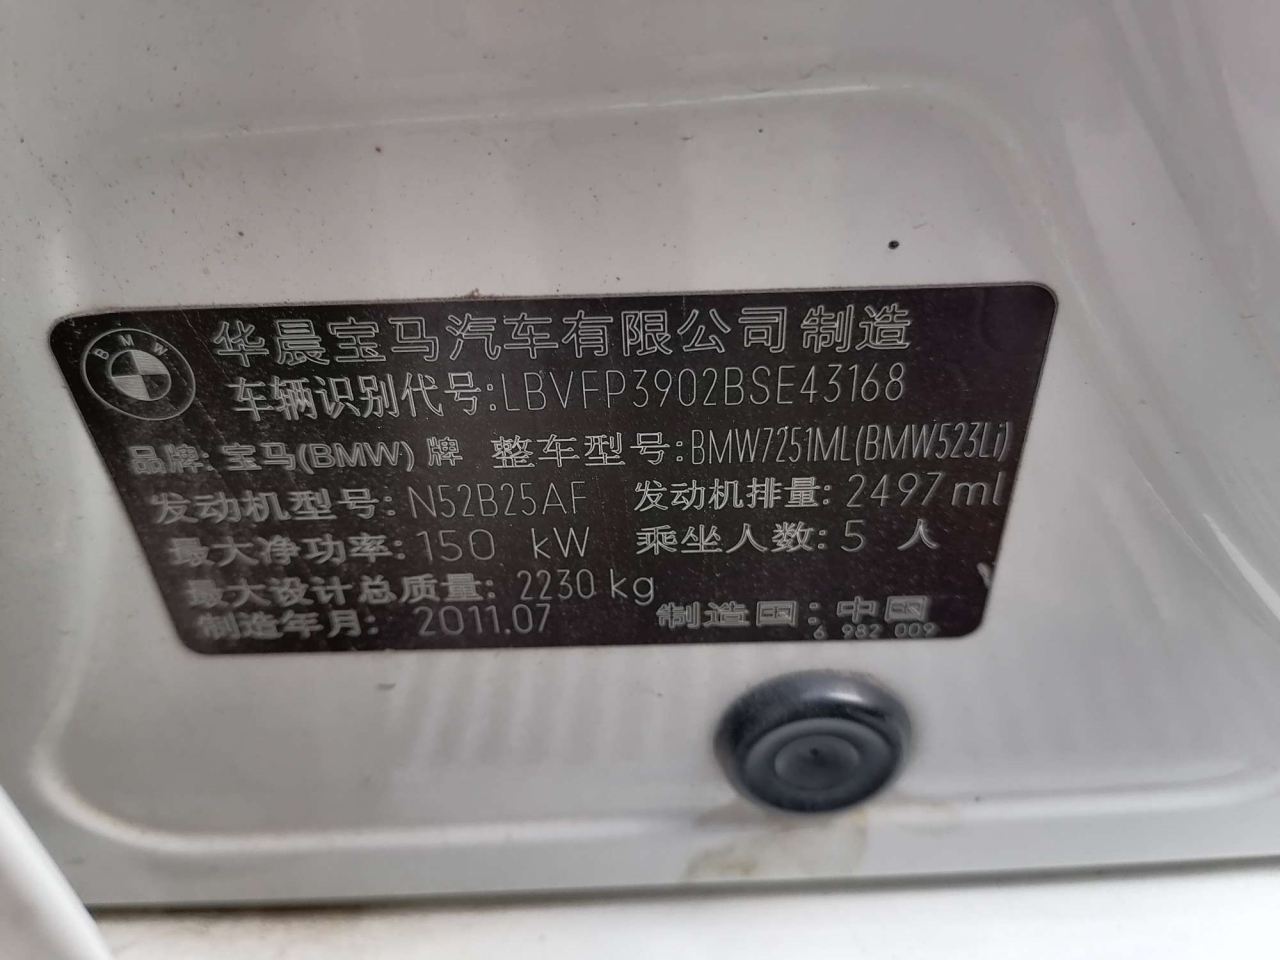 BMW
华晨宝马汽车有限公司制造
车辆识别代号:LBVFP3902BSE43168
品牌: 宝马(BMW) 牌 整车型号:BMW7251ML(BMW523Li)
发动机型号: N52B25AF 发动机排量: 2497 ml
最大净功率: 150 kW 乘坐人数: 5 人
最大设计总质量: 2230 kg
制造年月: 2011.07 制造国: 中国
6 982 009